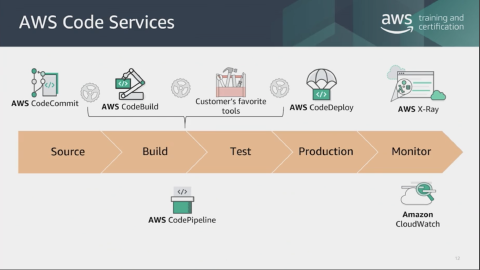 AWS Code Services
aws training and
certification
AWS CodeCommit
AWS CodeBuild
Customer's favorite
tools
AWS CodeDeploy
AWS X-Ray
Source
Build
Test
Production
Monitor
AWS CodePipeline
Amazon
CloudWatch